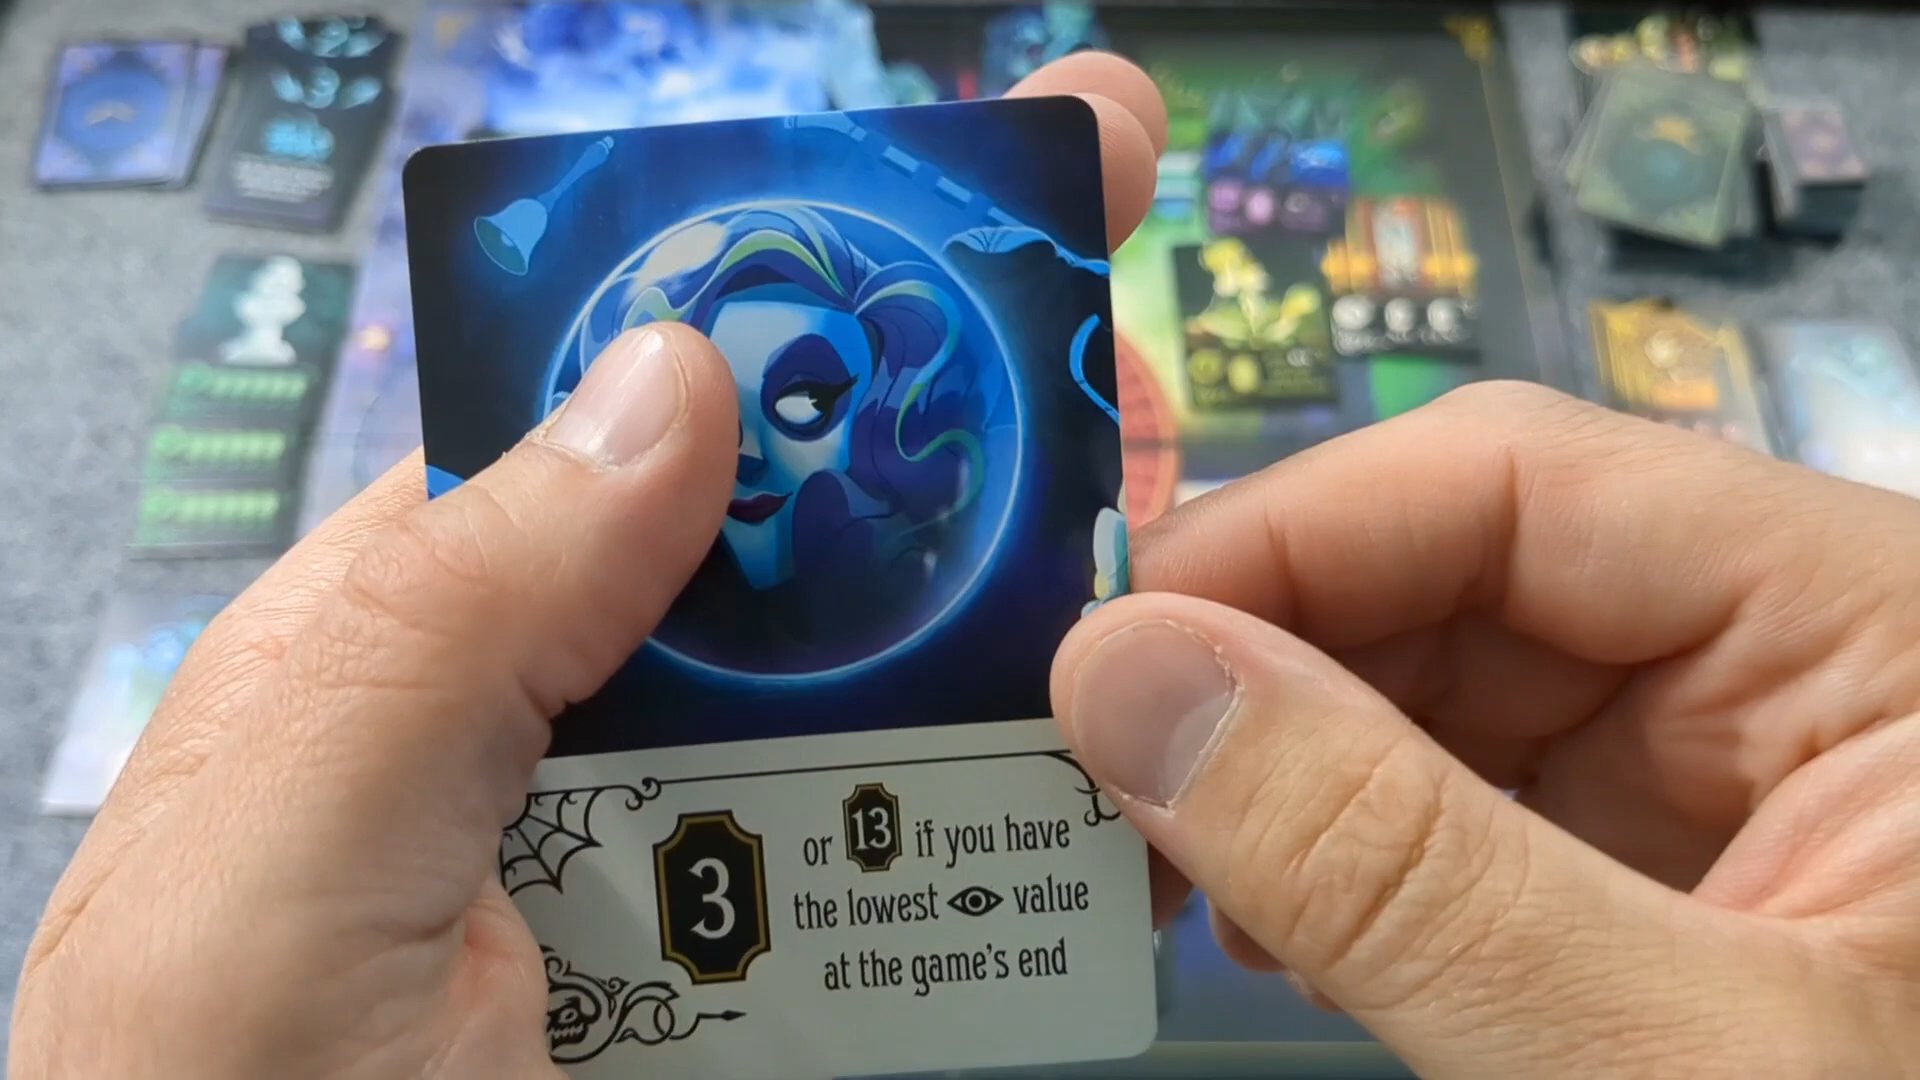 3 or 13 if you have
the lowest value
at the game's end